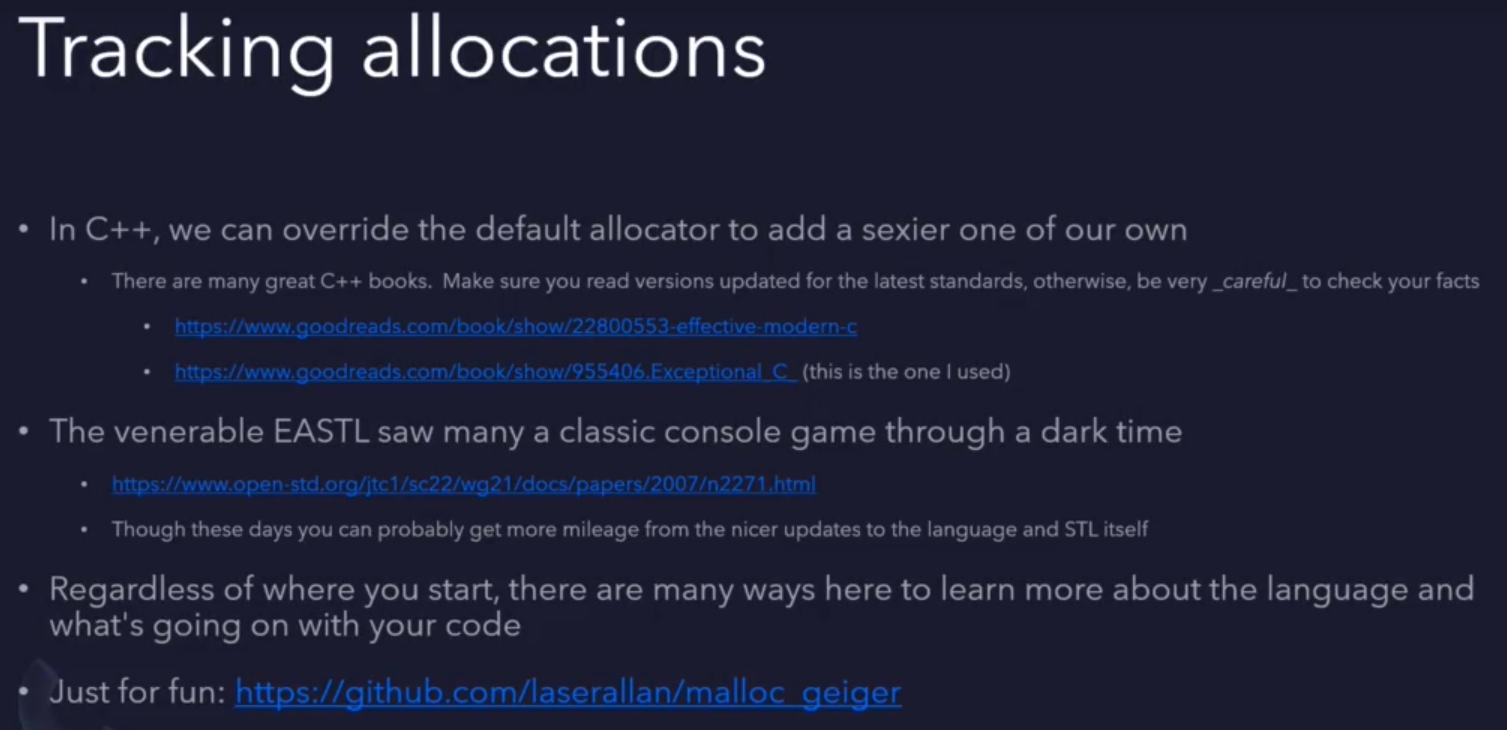 Tracking allocations
• In C++, we can override the default allocator to add a sexier one of our own
• There are many great C++ books. Make sure you read versions updated for the latest standards, otherwise, be very _careful_ to check your facts
• https://www.goodreads.com/book/show/22800553-effective-modern-c
• https://www.goodreads.com/book/show/955406.Exceptional_C_ (this is the one I used)
• The venerable EASTL saw many a classic console game through a dark time
• https://www.open-std.org/jtc1/sc22/wg21/docs/papers/2007/n2271.html
• Though these days you can probably get more mileage from the nicer updates to the language and STL itself
• Regardless of where you start, there are many ways here to learn more about the language and
what's going on with your code
• Just for fun: https://github.com/laserallan/malloc_geiger